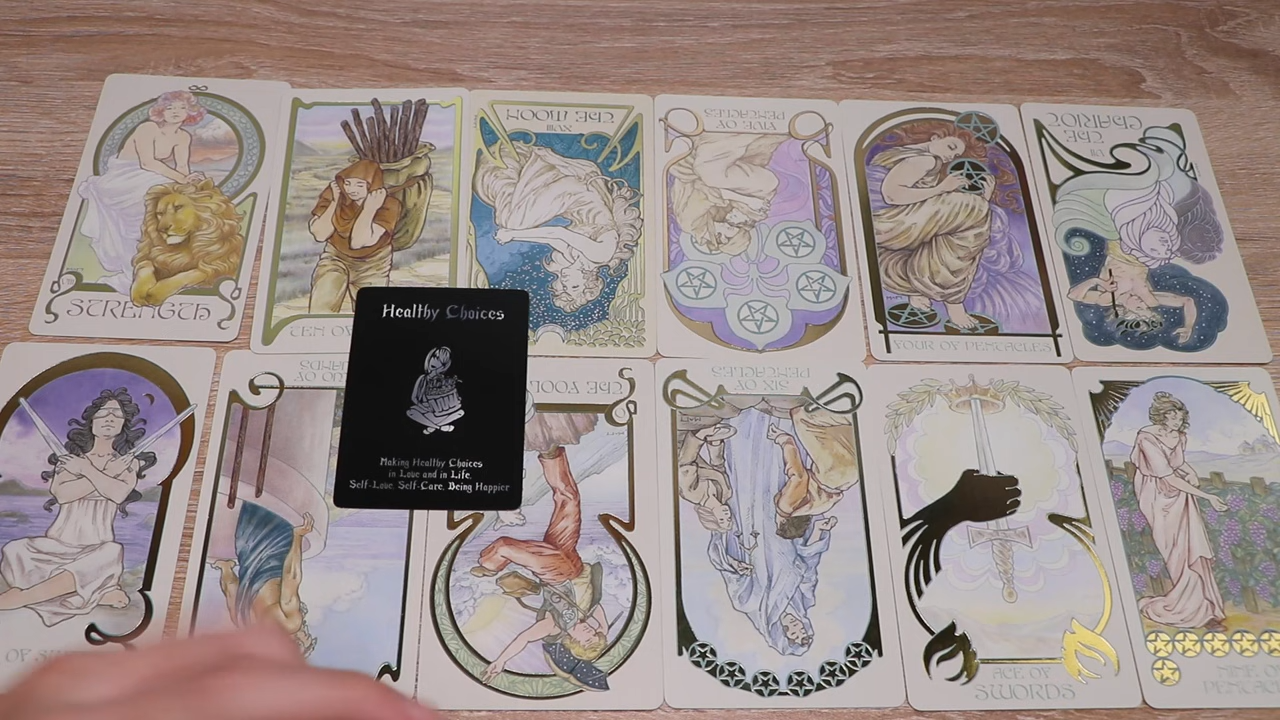 ∞
STRENGTH
TEN OF
XVIII
THE MOON
FIVE OF
PENTACLES
FOUR OF PENTACLES
VII
THE
CHARIOT
Healthy Choices
Making Healthy Choices
in Love and in Life,
Self-Love, Self-Care, Being Happier
OF
WANDS
THE FOOL
SIX OF
PENTACLES
ACE OF
SWORDS
NINE OF